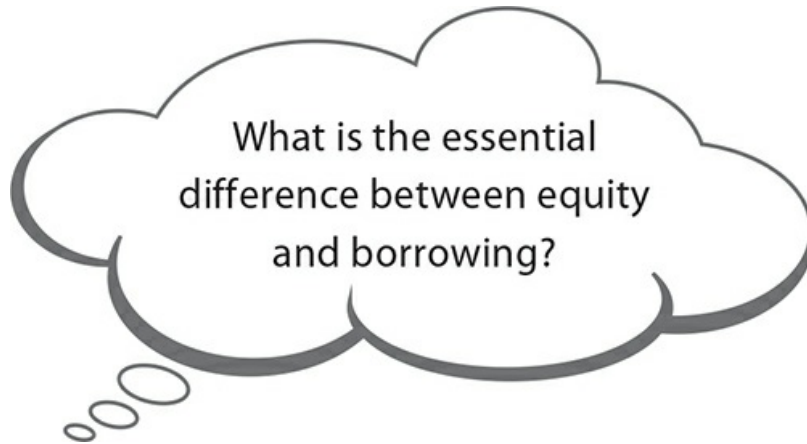 What is the essential
difference between equity
and borrowing?